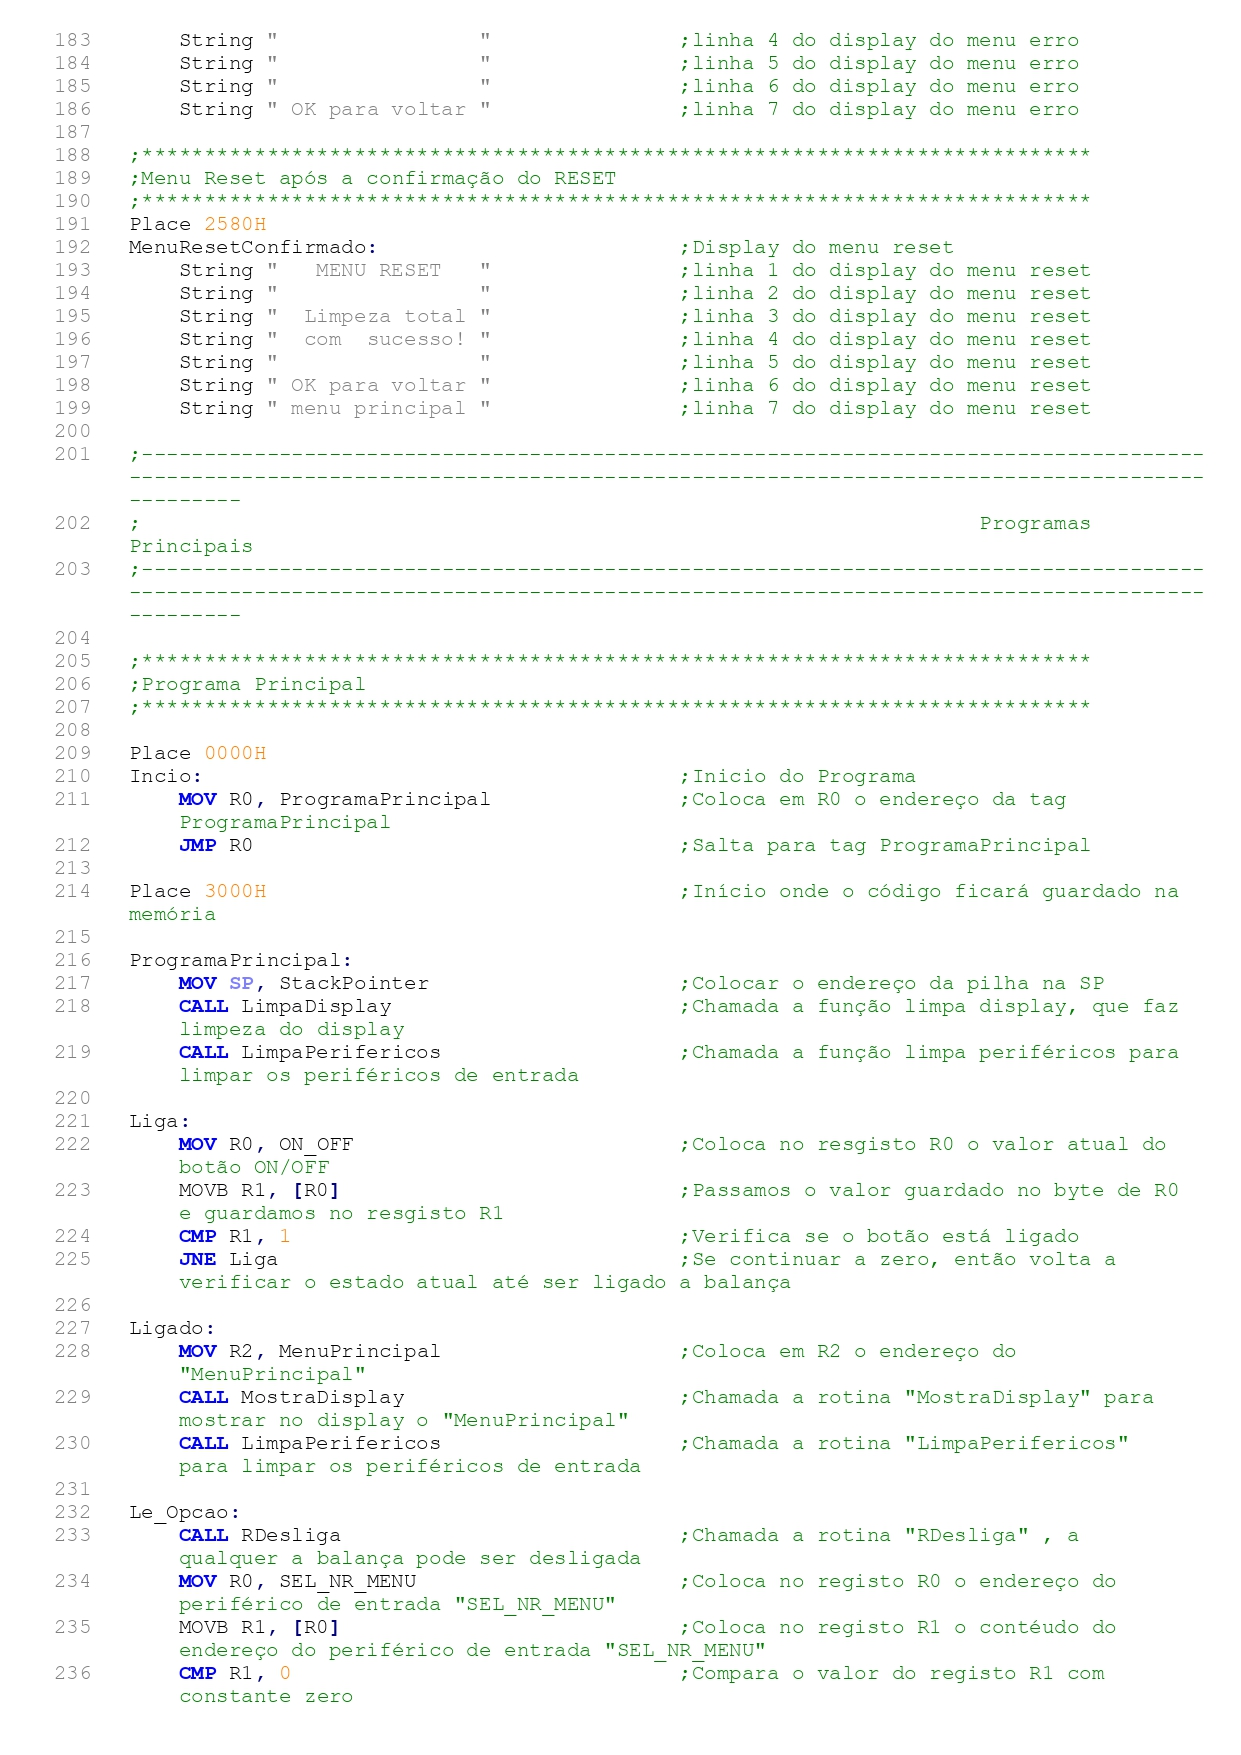 183 String "                " ;linha 4 do display do menu erro
184 String "                " ;linha 5 do display do menu erro
185 String "                " ;linha 6 do display do menu erro
186 String " OK para voltar " ;linha 7 do display do menu erro
187
188 ;****************************************************************************
189 ;Menu Reset após a confirmação do RESET
190 ;****************************************************************************
191 Place 2580H
192 MenuResetConfirmado: ;Display do menu reset
193 String "   MENU RESET   " ;linha 1 do display do menu reset
194 String "                " ;linha 2 do display do menu reset
195 String "  Limpeza total " ;linha 3 do display do menu reset
196 String "  com  sucesso! " ;linha 4 do display do menu reset
197 String "                " ;linha 5 do display do menu reset
198 String " OK para voltar " ;linha 6 do display do menu reset
199 String " menu principal " ;linha 7 do display do menu reset
200
201 ;-------------------------------------------------------------------------------------
--------------------------------------------------------------------------------------
---------
202 ; Programas
Principais
203 ;-------------------------------------------------------------------------------------
--------------------------------------------------------------------------------------
---------
204
205 ;****************************************************************************
206 ;Programa Principal
207 ;****************************************************************************
208
209 Place 0000H
210 Incio: ;Inicio do Programa
211 MOV R0, ProgramaPrincipal ;Coloca em R0 o endereço da tag
ProgramaPrincipal
212 JMP R0 ;Salta para tag ProgramaPrincipal
213
214 Place 3000H ;Início onde o código ficará guardado na
memória
215
216 ProgramaPrincipal:
217 MOV SP, StackPointer ;Colocar o endereço da pilha na SP
218 CALL LimpaDisplay ;Chamada a função limpa display, que faz
limpeza do display
219 CALL LimpaPerifericos ;Chamada a função limpa periféricos para
limpar os periféricos de entrada
220
221 Liga:
222 MOV R0, ON_OFF ;Coloca no resgisto R0 o valor atual do
botão ON/OFF
223 MOVB R1, [R0] ;Passamos o valor guardado no byte de R0
e guardamos no resgisto R1
224 CMP R1, 1 ;Verifica se o botão está ligado
225 JNE Liga ;Se continuar a zero, então volta a
verificar o estado atual até ser ligado a balança
226
227 Ligado:
228 MOV R2, MenuPrincipal ;Coloca em R2 o endereço do
"MenuPrincipal"
229 CALL MostraDisplay ;Chamada a rotina "MostraDisplay" para
mostrar no display o "MenuPrincipal"
230 CALL LimpaPerifericos ;Chamada a rotina "LimpaPerifericos"
para limpar os periféricos de entrada
231
232 Le_Opcao:
233 CALL RDesliga ;Chamada a rotina "RDesliga" , a
qualquer a balança pode ser desligada
234 MOV R0, SEL_NR_MENU ;Coloca no registo R0 o endereço do
periférico de entrada "SEL_NR_MENU"
235 MOVB R1, [R0] ;Coloca no registo R1 o contéudo do
endereço do periférico de entrada "SEL_NR_MENU"
236 CMP R1, 0 ;Compara o valor do registo R1 com
constante zero